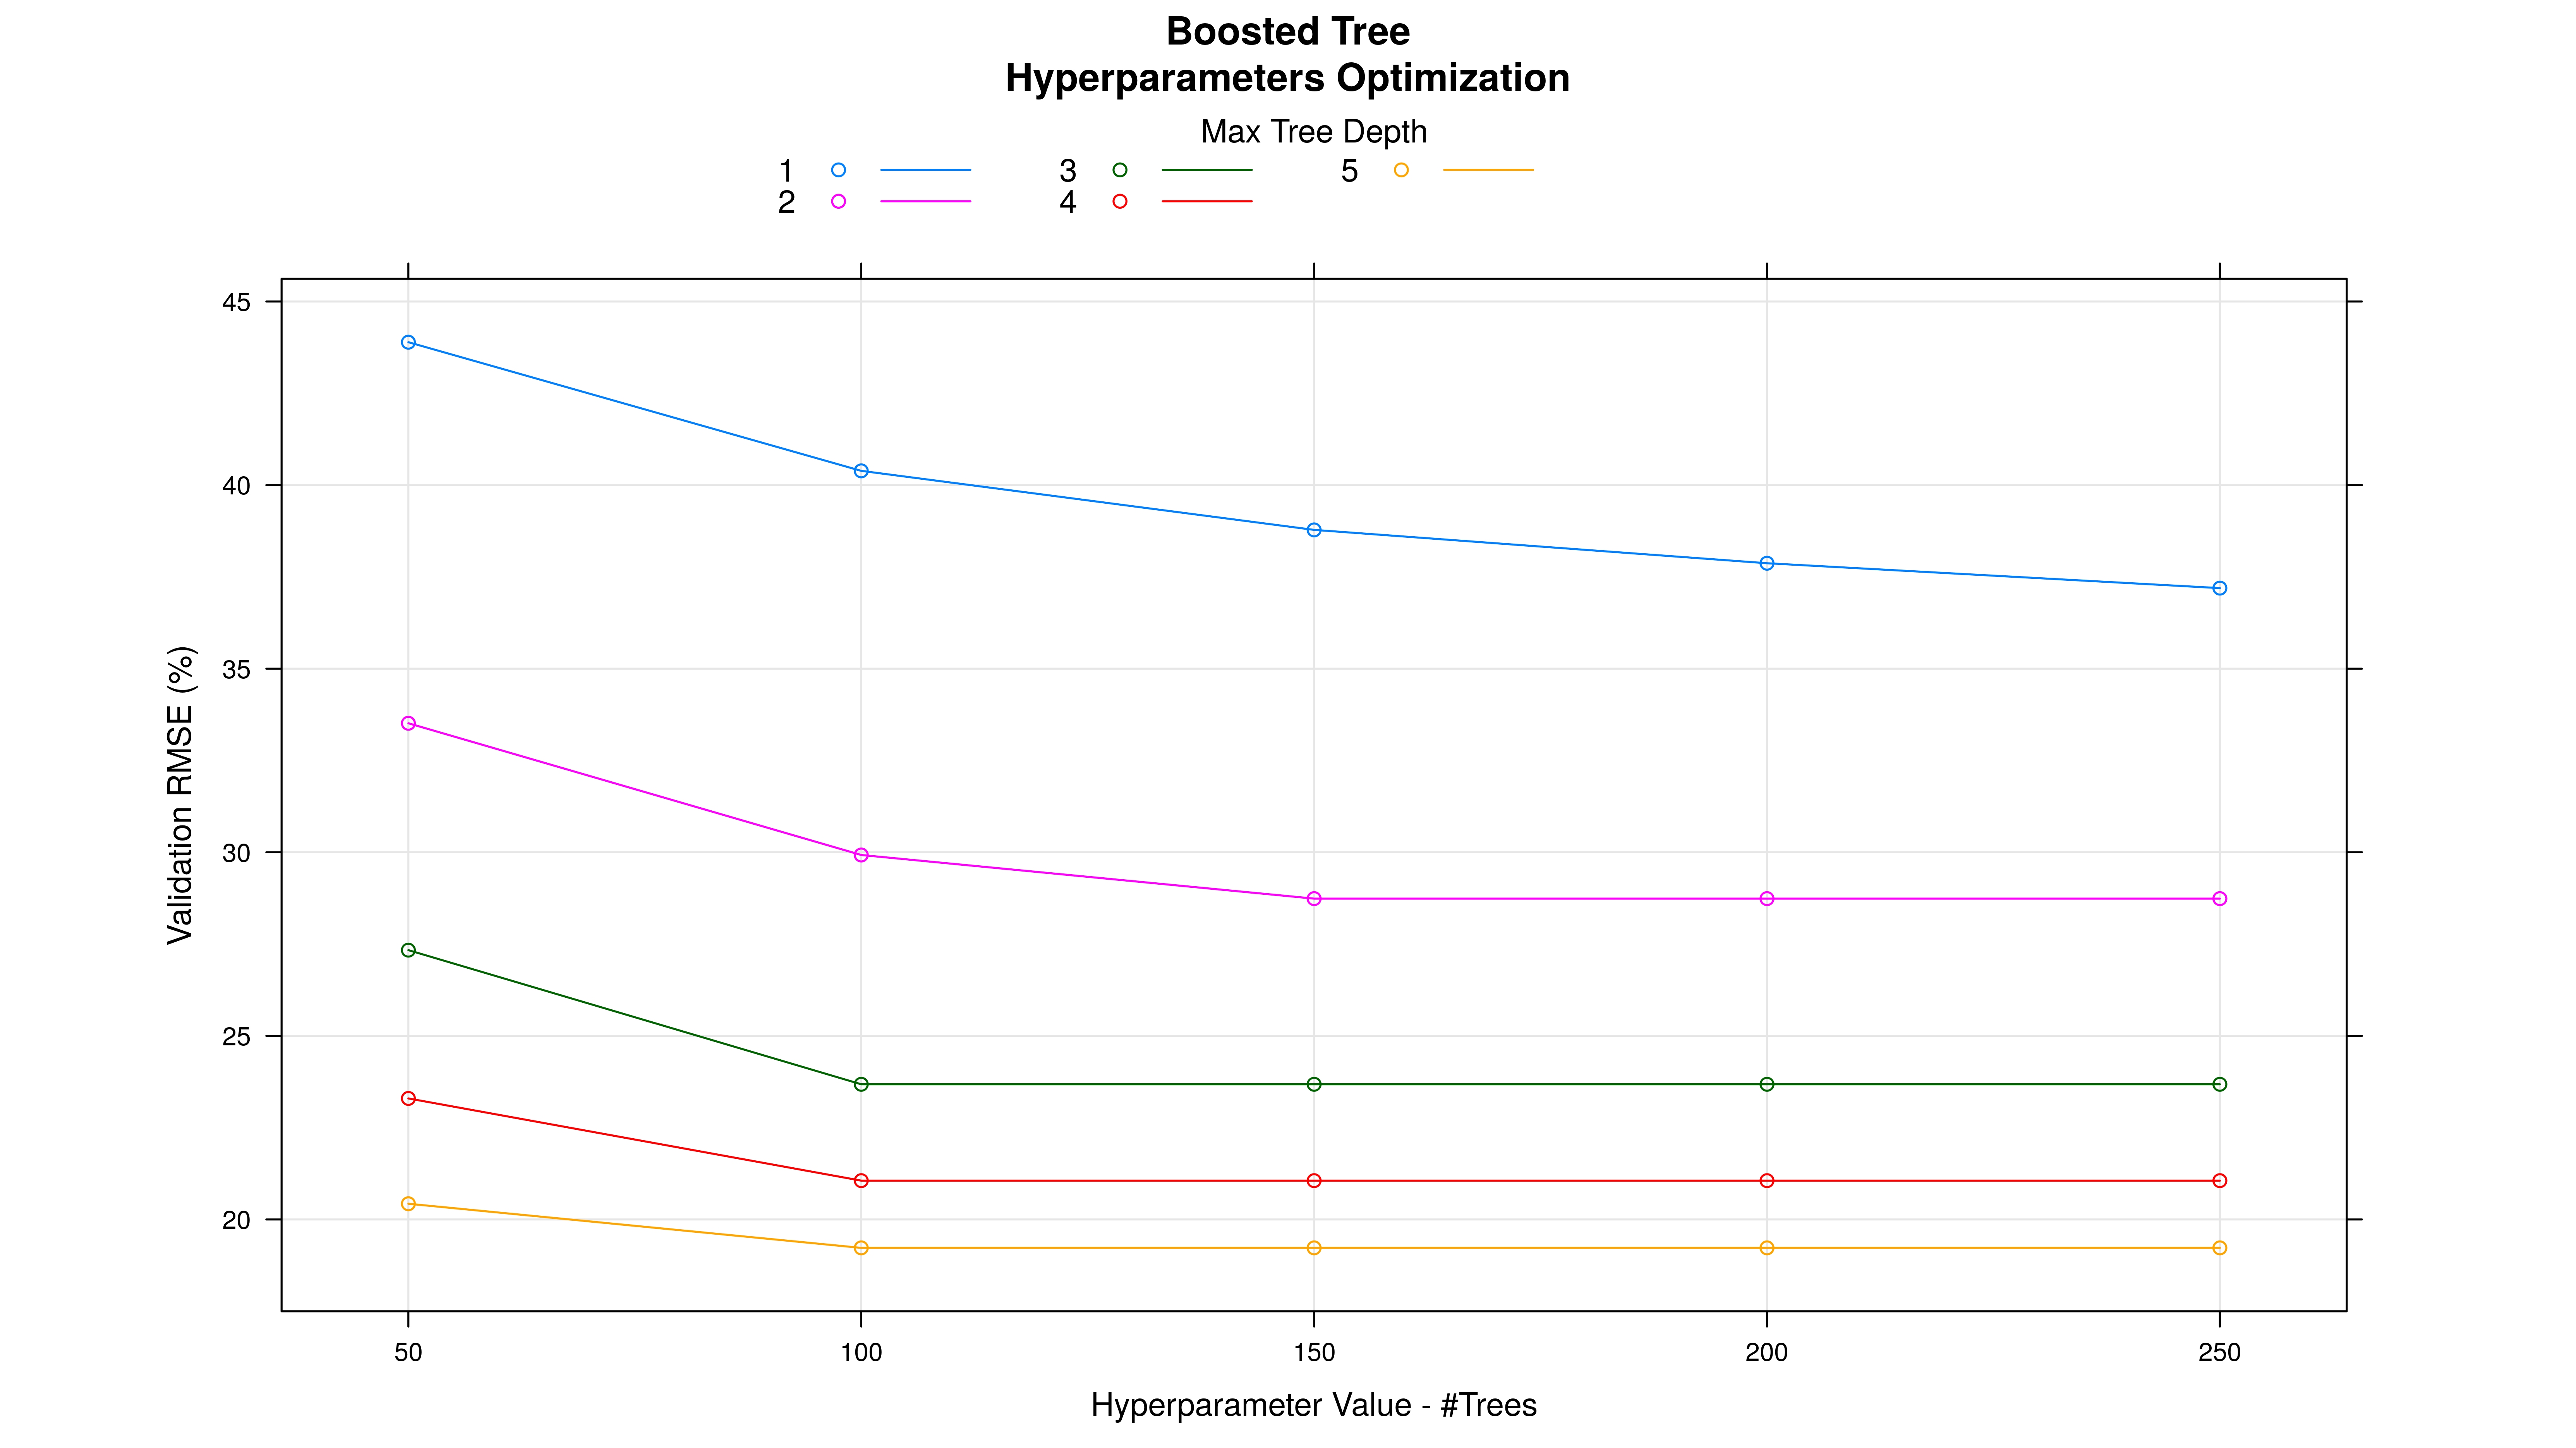 Boosted Tree
Hyperparameters Optimization
Max Tree Depth
1 3 5
2 4
45
40
35
30
25
20
Validation RMSE (%)
50 100 150 200 250
Hyperparameter Value - #Trees